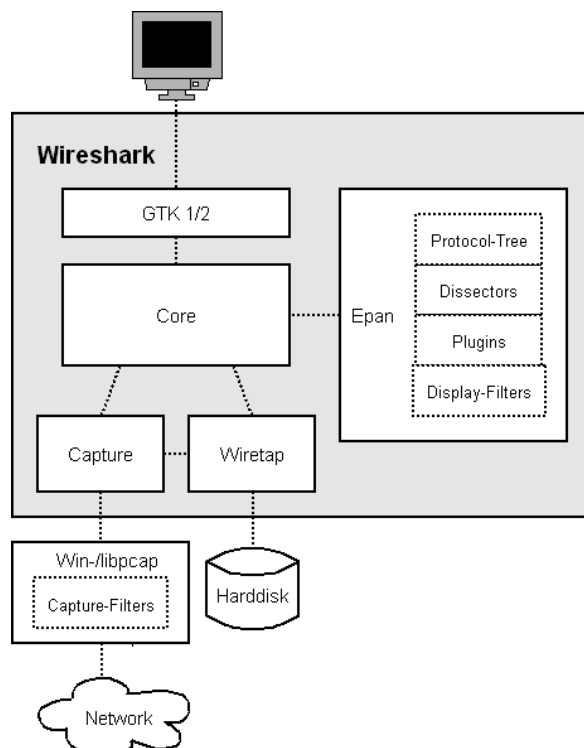 Wireshark
GTK 1/2
Core
Epan
Protocol-Tree
Dissectors
Plugins
Display-Filters
Capture
Wiretap
Win-/libpcap
Capture-Filters
Harddisk
Network